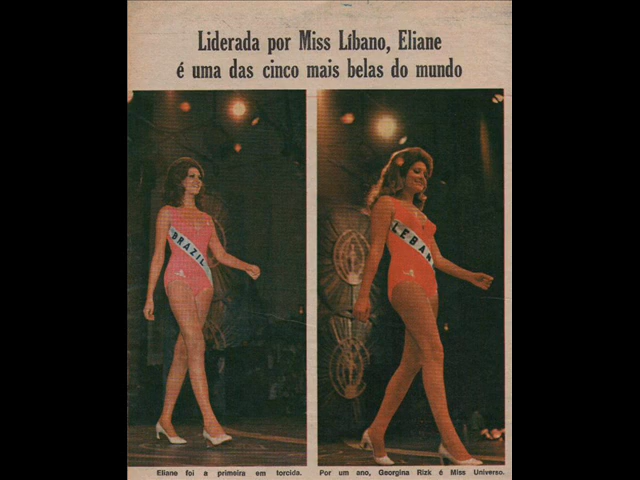 Liderada por Miss Líbano, Eliane
é uma das cinco mais belas do mundo
BRAZIL
LEBAN
Eliane foi a primeira em torcida.
Por um ano, Georgina Rizk é Miss Universo.